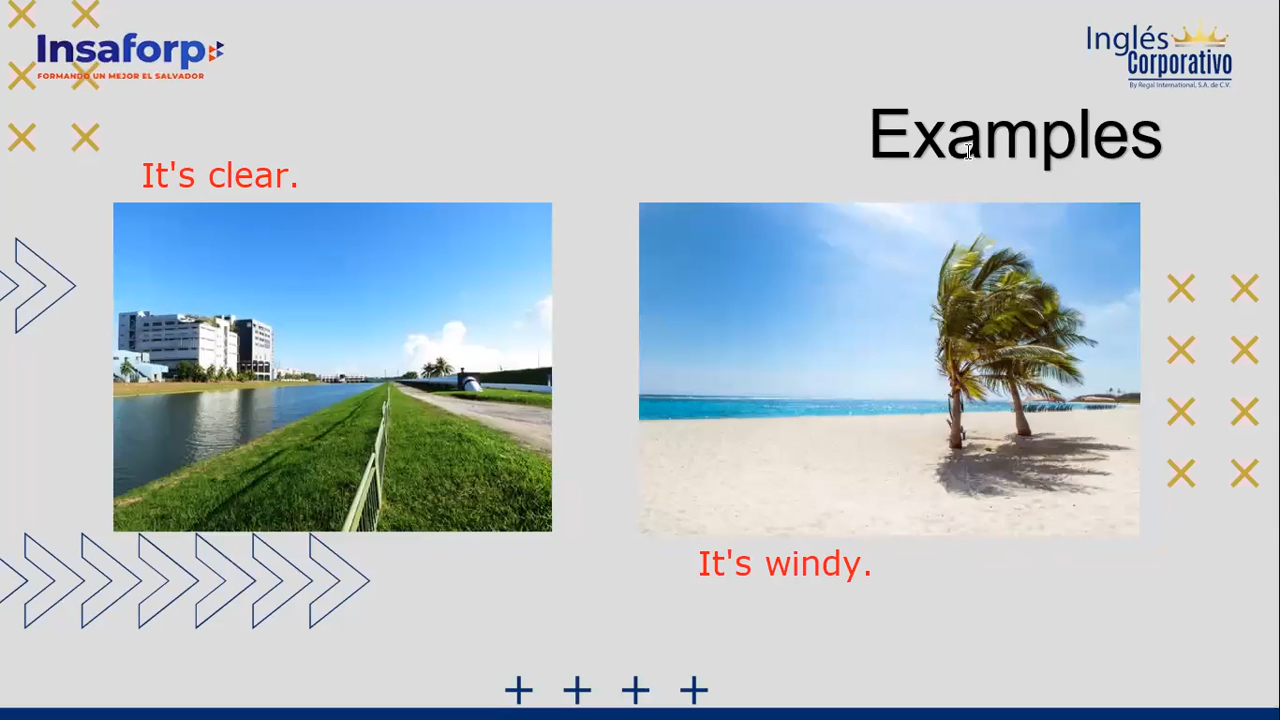 Insaforp
FORMANDO UN MEJOR EL SALVADOR
Inglés
Corporativo
By Regal International, S.A. de C.V.
Examples
It's clear.
It's windy.